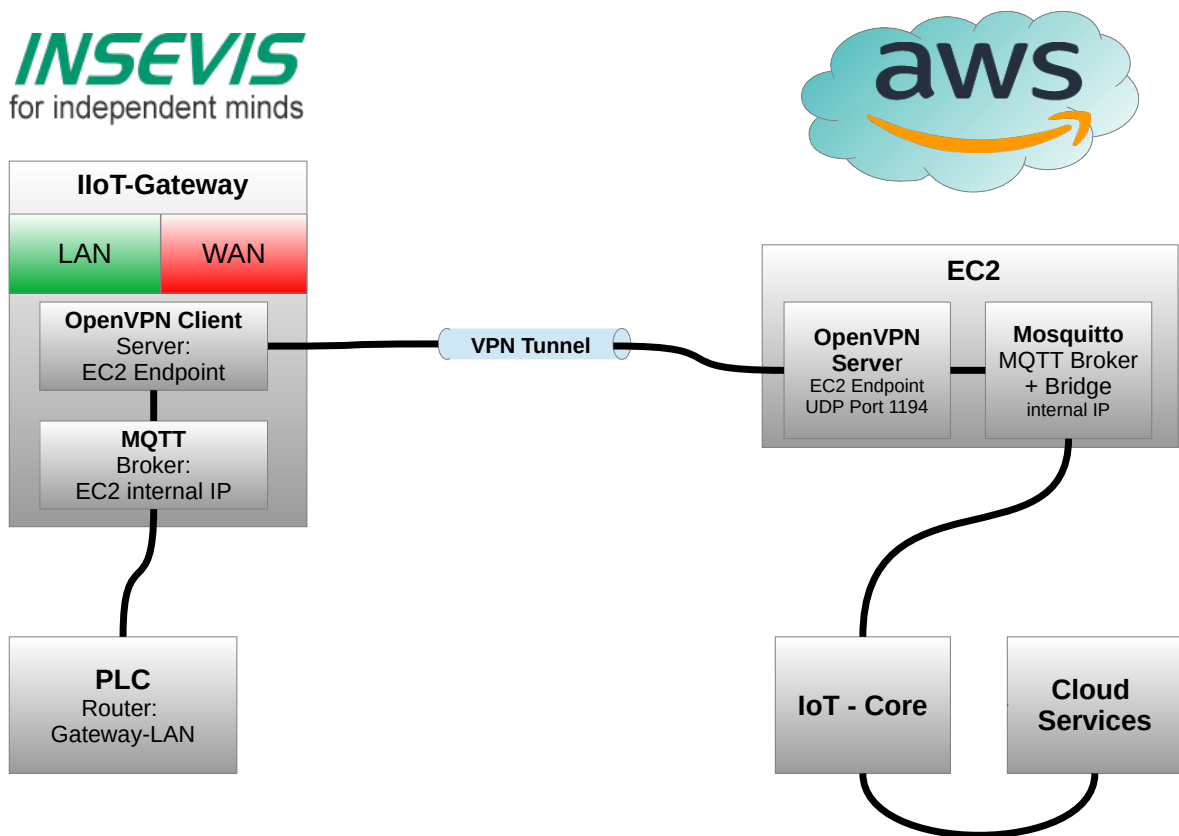 INSEVIS
for independent minds
aws
IIoT-Gateway
LAN
WAN
OpenVPN Client
Server:
EC2 Endpoint
MQTT
Broker:
EC2 internal IP
PLC
Router:
Gateway-LAN
VPN Tunnel
EC2
OpenVPN
Server
EC2 Endpoint
UDP Port 1194
Mosquitto
MQTT Broker
+ Bridge
internal IP
IoT - Core
Cloud
Services